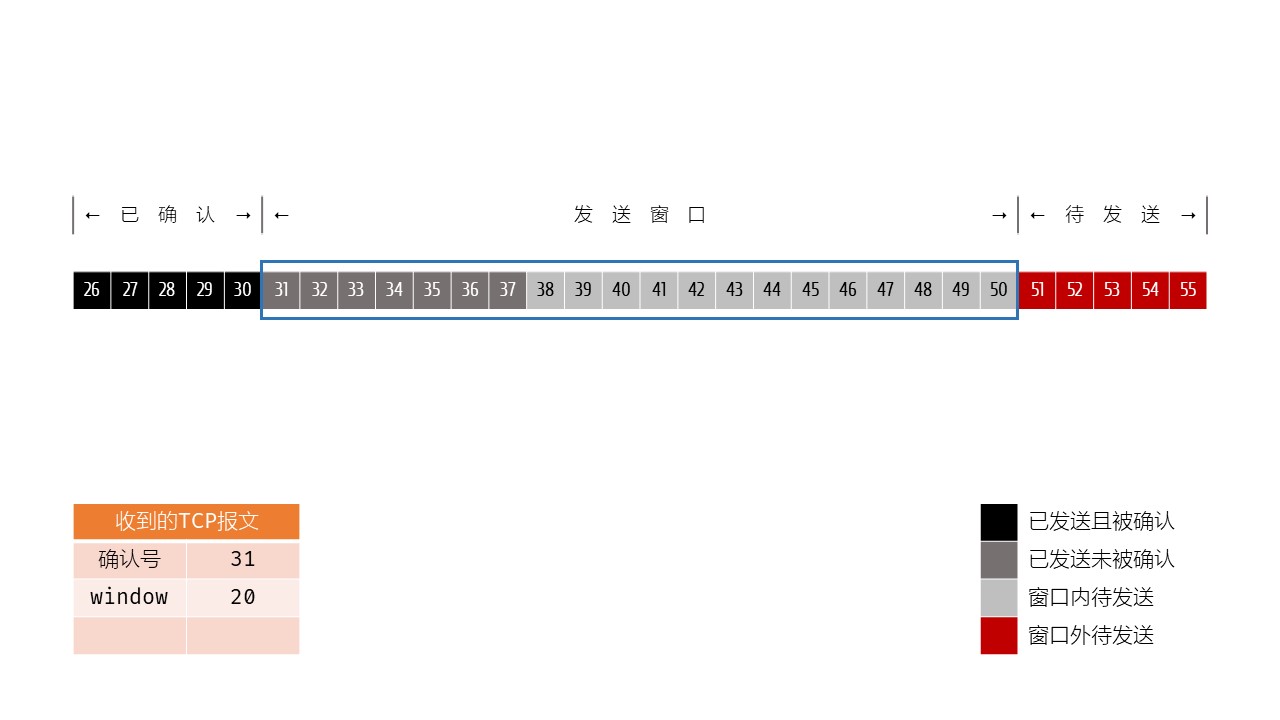 ← 已 确 认 → ← 发 送 窗 口 → ← 待 发 送 →
26 27 28 29 30 31 32 33 34 35 36 37 38 39 40 41 42 43 44 45 46 47 48 49 50 51 52 53 54 55
收到的TCP报文
确认号 31
window 20
已发送且被确认
已发送未被确认
窗口内待发送
窗口外待发送